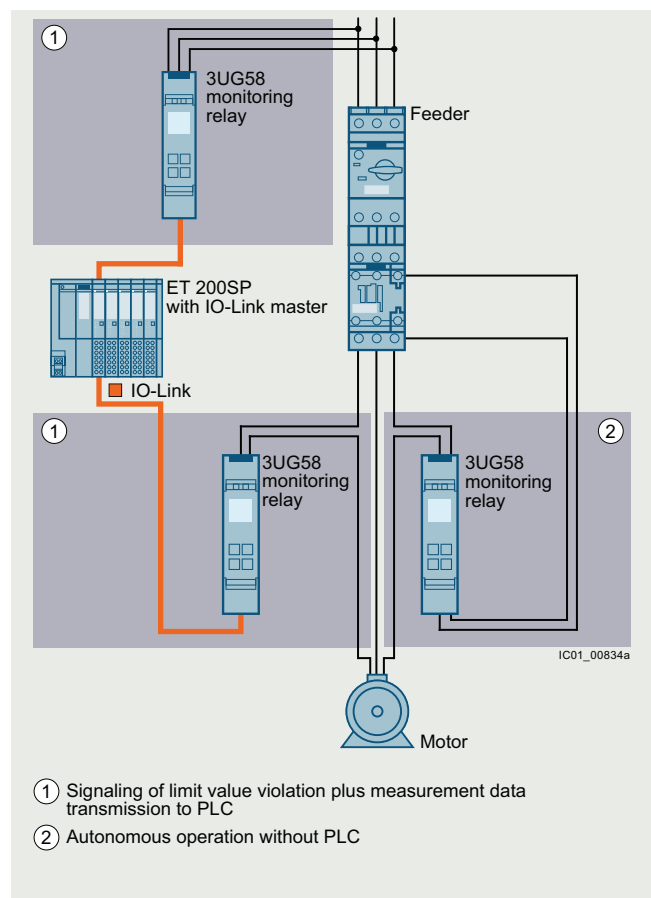 1
3UG58
monitoring
relay
Feeder
ET 200SP
with IO-Link master
IO-Link
1
3UG58
monitoring
relay
2
3UG58
monitoring
relay
IC01_00834a
Motor
1 Signaling of limit value violation plus measurement data
transmission to PLC
2 Autonomous operation without PLC